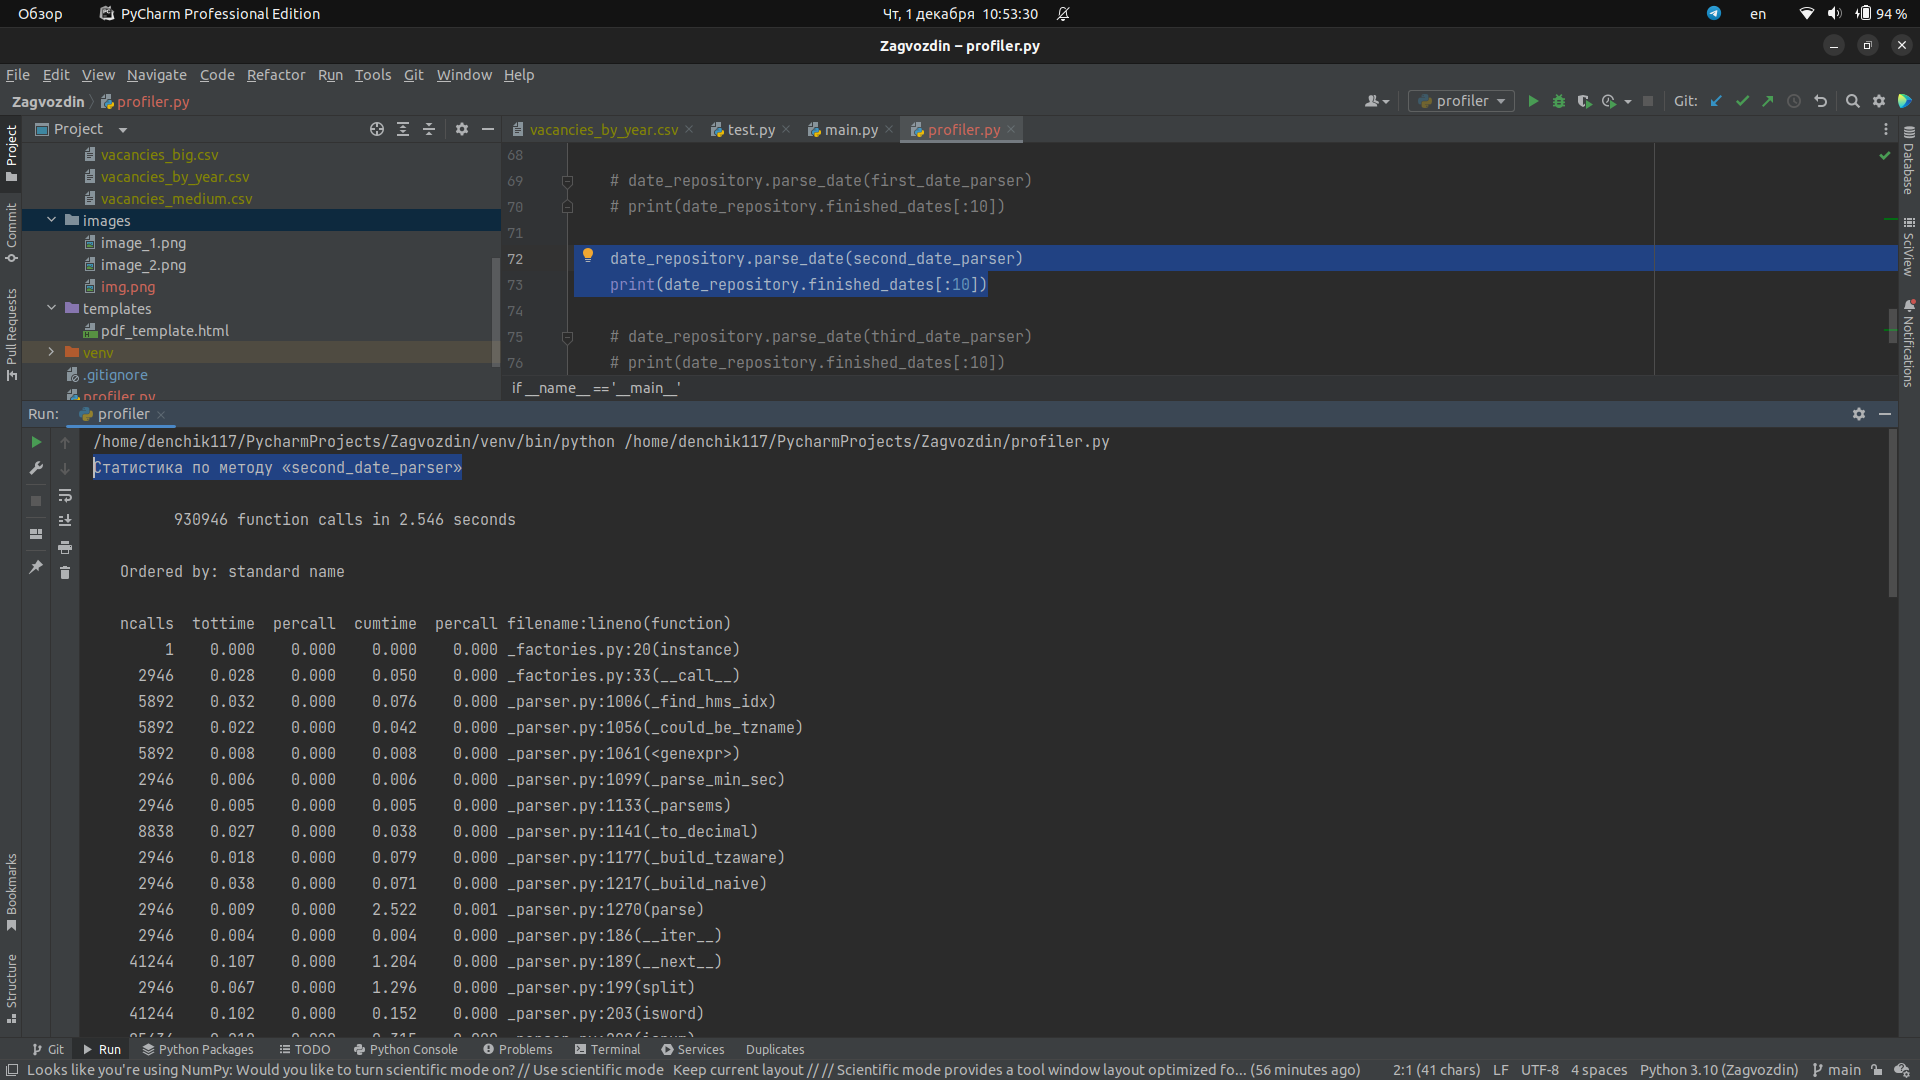 Обзор
PyCharm Professional Edition
Чт, 1 декабря 10:53:30
en
94 %
Zagvozdin – profiler.py
File Edit View Navigate Code Refactor Run Tools Git Window Help
Zagvozdin profiler.py
profiler
Git:
Project
vacancies_by_year.csv
test.py
main.py
profiler.py
vacancies_big.csv
vacancies_by_year.csv
vacancies_medium.csv
images
image_1.png
image_2.png
img.png
templates
pdf_template.html
venv
.gitignore
profiler.py
68
69 # date_repository.parse_date(first_date_parser)
70 # print(date_repository.finished_dates[:10])
71
72 date_repository.parse_date(second_date_parser)
73 print(date_repository.finished_dates[:10])
74
75 # date_repository.parse_date(third_date_parser)
76 # print(date_repository.finished_dates[:10])
if __name__ == '__main__'
Project
Commit
Pull Requests
Bookmarks
Structure
Database
SciView
Notifications
Run: profiler
/home/denchik117/PycharmProjects/Zagvozdin/venv/bin/python /home/denchik117/PycharmProjects/Zagvozdin/profiler.py
Статистика по методу «second_date_parser»
930946 function calls in 2.546 seconds
Ordered by: standard name
ncalls tottime percall cumtime percall filename:lineno(function)
1 0.000 0.000 0.000 0.000 _factories.py:20(instance)
2946 0.028 0.000 0.050 0.000 _factories.py:33(__call__)
5892 0.032 0.000 0.076 0.000 _parser.py:1006(_find_hms_idx)
5892 0.022 0.000 0.042 0.000 _parser.py:1056(_could_be_tzname)
5892 0.008 0.000 0.008 0.000 _parser.py:1061(<genexpr>)
2946 0.006 0.000 0.006 0.000 _parser.py:1099(_parse_min_sec)
2946 0.005 0.000 0.005 0.000 _parser.py:1133(_parsems)
8838 0.027 0.000 0.038 0.000 _parser.py:1141(_to_decimal)
2946 0.018 0.000 0.079 0.000 _parser.py:1177(_build_tzaware)
2946 0.038 0.000 0.071 0.000 _parser.py:1217(_build_naive)
2946 0.009 0.000 2.522 0.001 _parser.py:1270(parse)
2946 0.004 0.000 0.004 0.000 _parser.py:186(__iter__)
41244 0.107 0.000 1.204 0.000 _parser.py:189(__next__)
2946 0.067 0.000 1.296 0.000 _parser.py:199(split)
41244 0.102 0.000 0.152 0.000 _parser.py:203(isword)
Git Run Python Packages TODO Python Console Problems Terminal Services Duplicates
Looks like you're using NumPy: Would you like to turn scientific mode on? // Use scientific mode Keep current layout // // Scientific mode provides a tool window layout optimized fo... (56 minutes ago) 2:1 (41 chars) LF UTF-8 4 spaces Python 3.10 (Zagvozdin) main